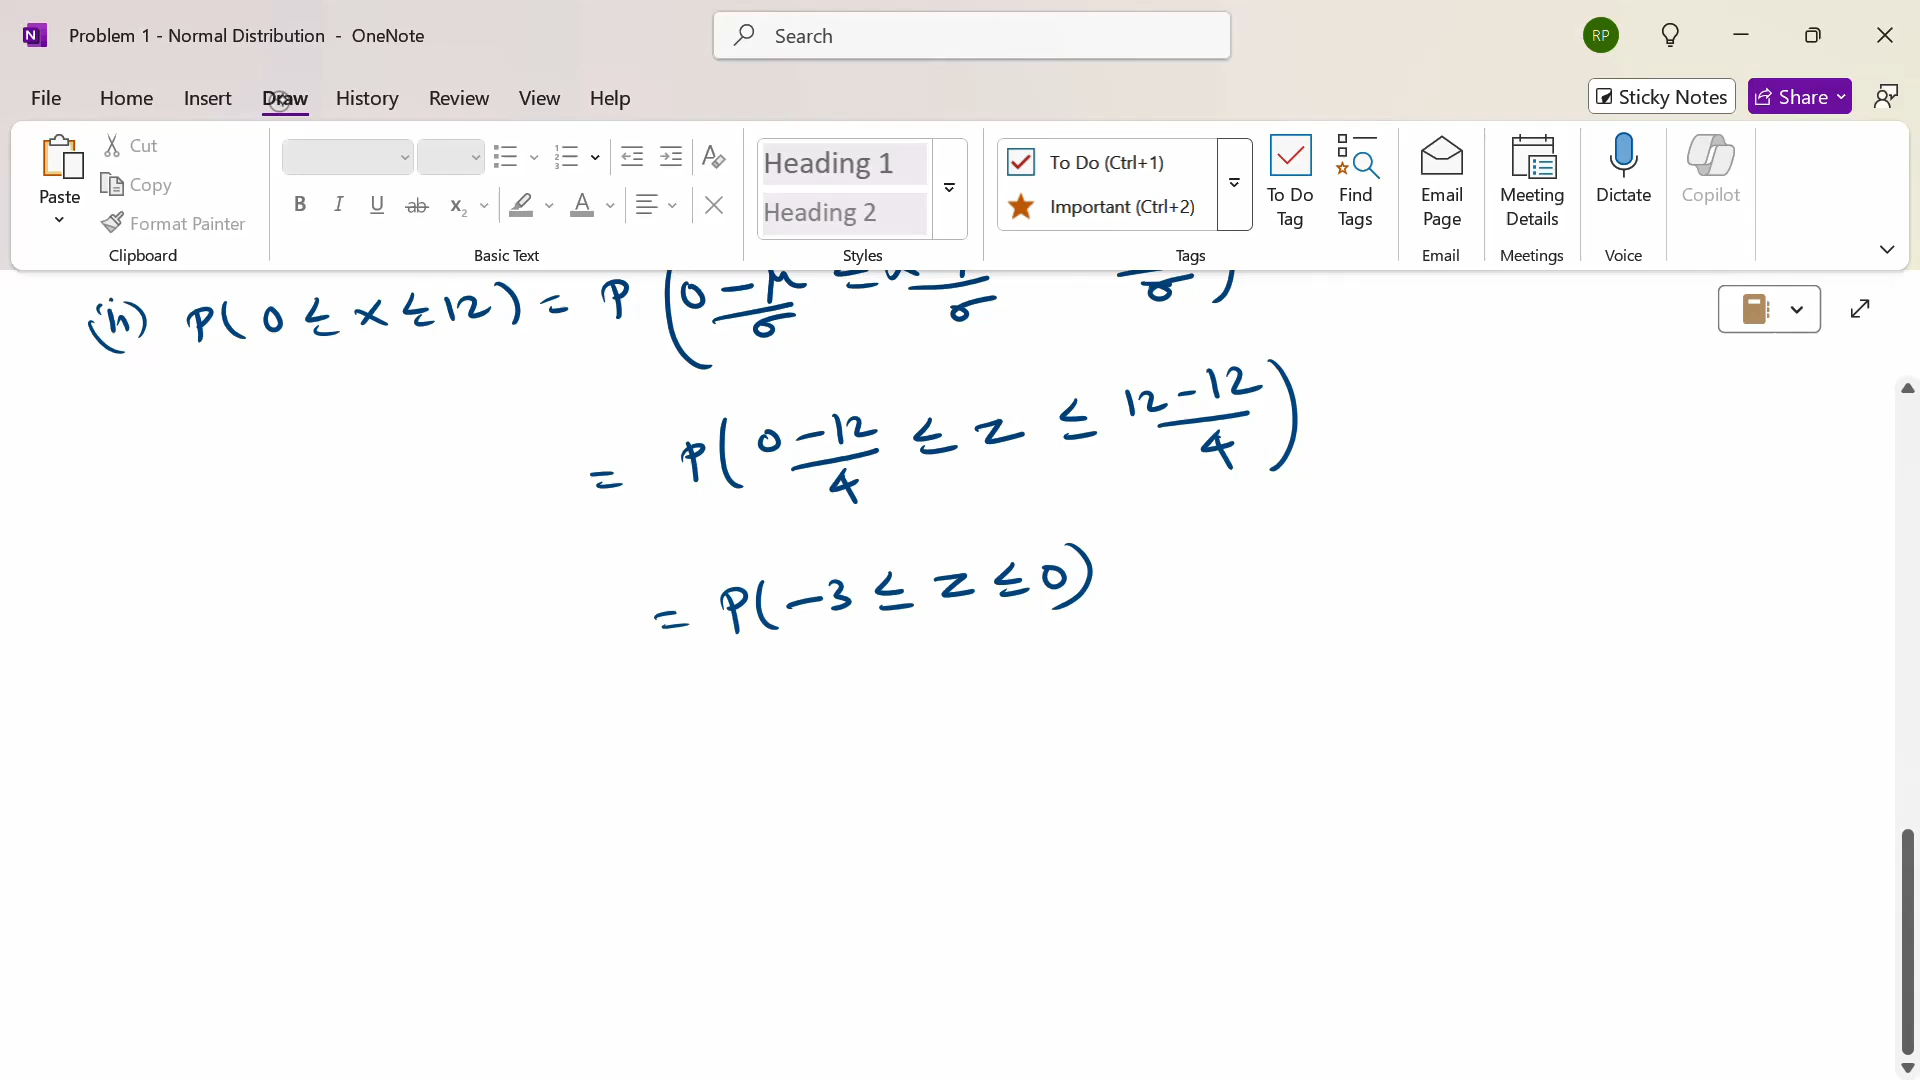 Problem 1 - Normal Distribution - OneNote
Search
RP
File Home Insert Draw History Review View Help
Sticky Notes Share
Paste
Cut
Copy
Format Painter
Clipboard
B I U ab x₂ A
Basic Text
Heading 1
Heading 2
Styles
To Do (Ctrl+1)
Important (Ctrl+2)
To Do Tag
Find Tags
Tags
Email Page
Email
Meeting Details
Meetings
Dictate
Voice
Copilot
(ii) P( 0 ≤ x ≤ 12 ) = P ( 0 - μ / σ ≤ / σ / σ )
= P( 0 - 12 / 4 ≤ z ≤ 12 - 12 / 4 )
= P( -3 ≤ z ≤ 0 )